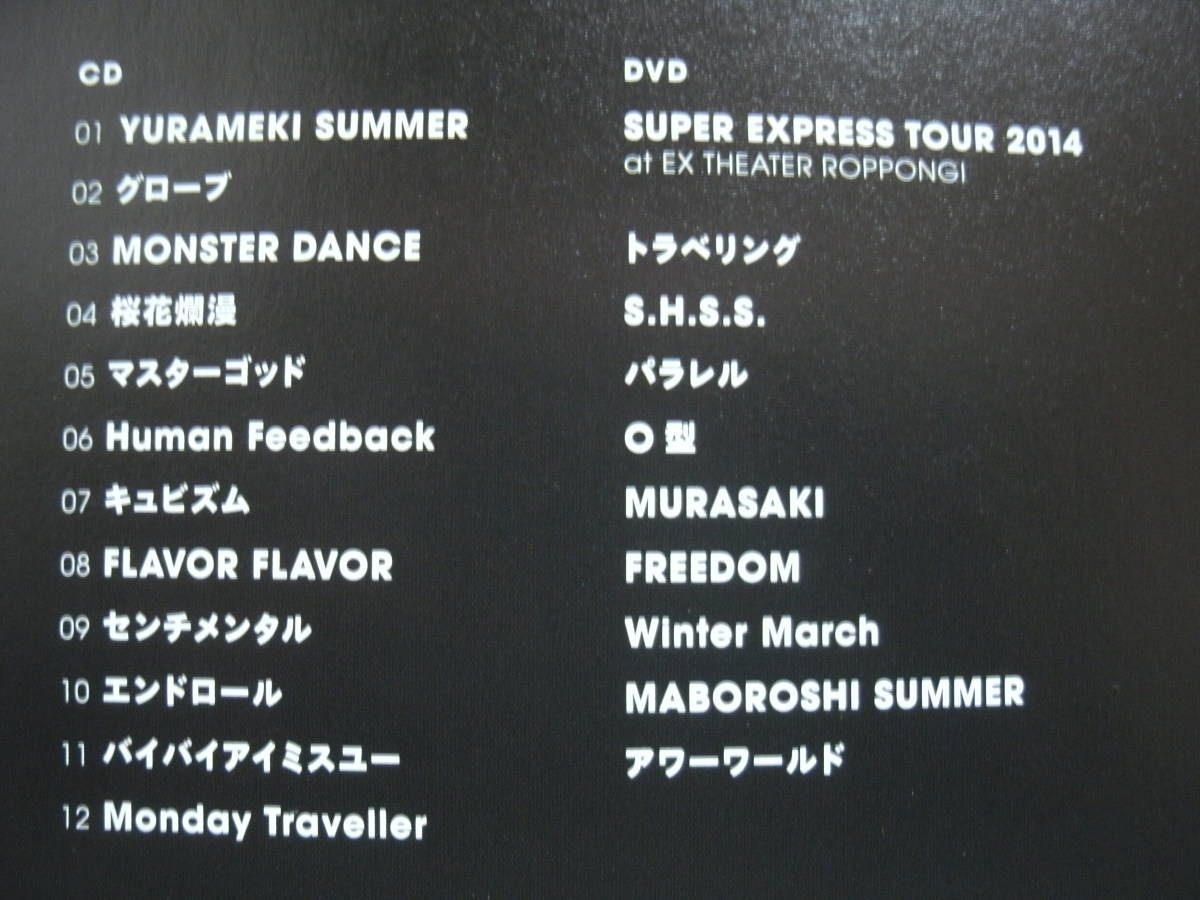 CD
01 YURAMEKI SUMMER
02 グローブ
03 MONSTER DANCE
04 桜花爛漫
05 マスターゴッド
06 Human Feedback
07 キュビズム
08 FLAVOR FLAVOR
09 センチメンタル
10 エンドロール
11 バイバイアイミスユー
12 Monday Traveller
DVD
SUPER EXPRESS TOUR 2014
at EX THEATER ROPPONGI
トラベリング
S.H.S.S.
パラレル
O型
MURASAKI
FREEDOM
Winter March
MABOROSHI SUMMER
アワーワールド